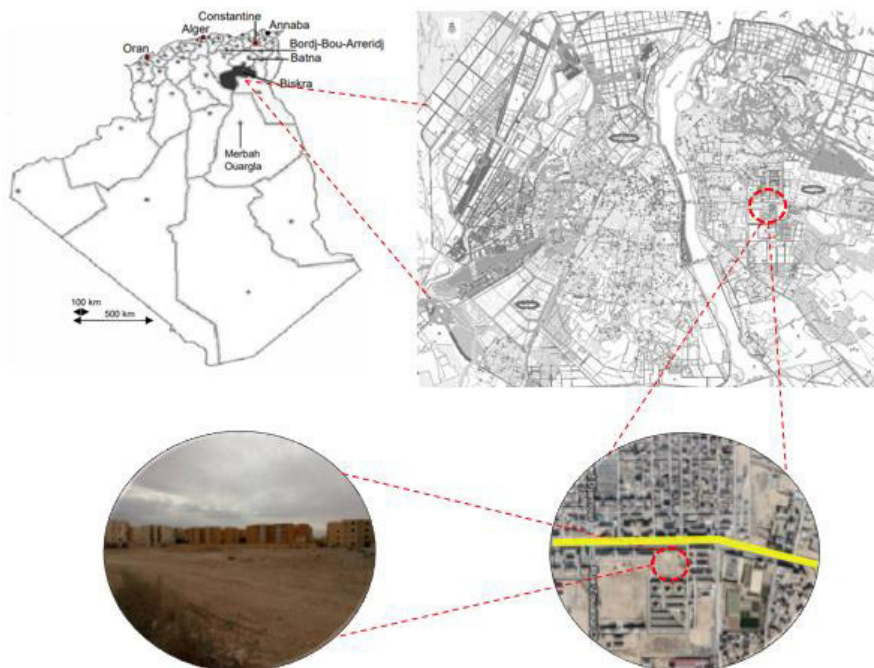 Constantine
Annaba
Alger
Oran
Bordj-Bou-Arreridj
Batna
Biskra
Merbah
Ouargla
100 km
500 km